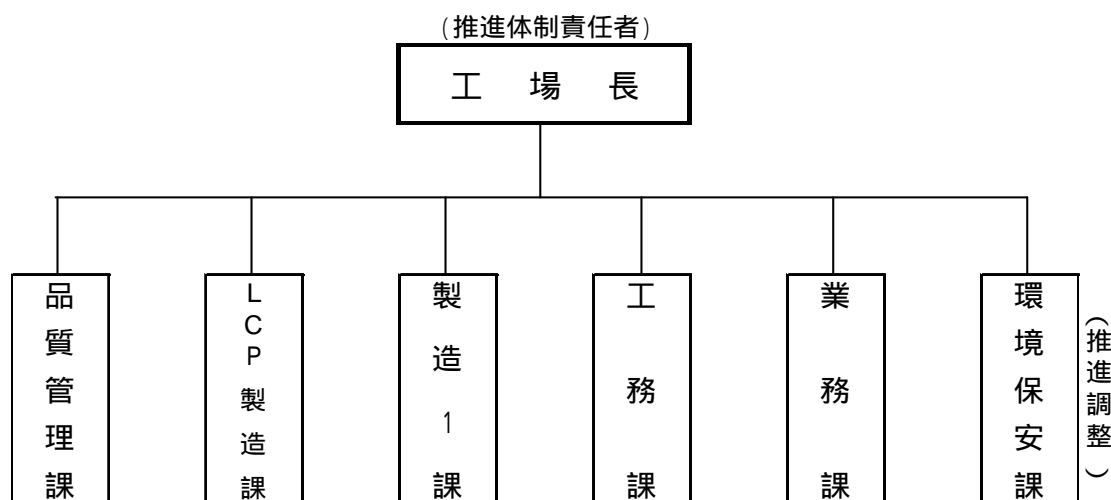 (推進体制責任者)
工 場 長
品質管理課
LCP製造課
製造1課
工務課
業務課
環境保安課
(推進調整)